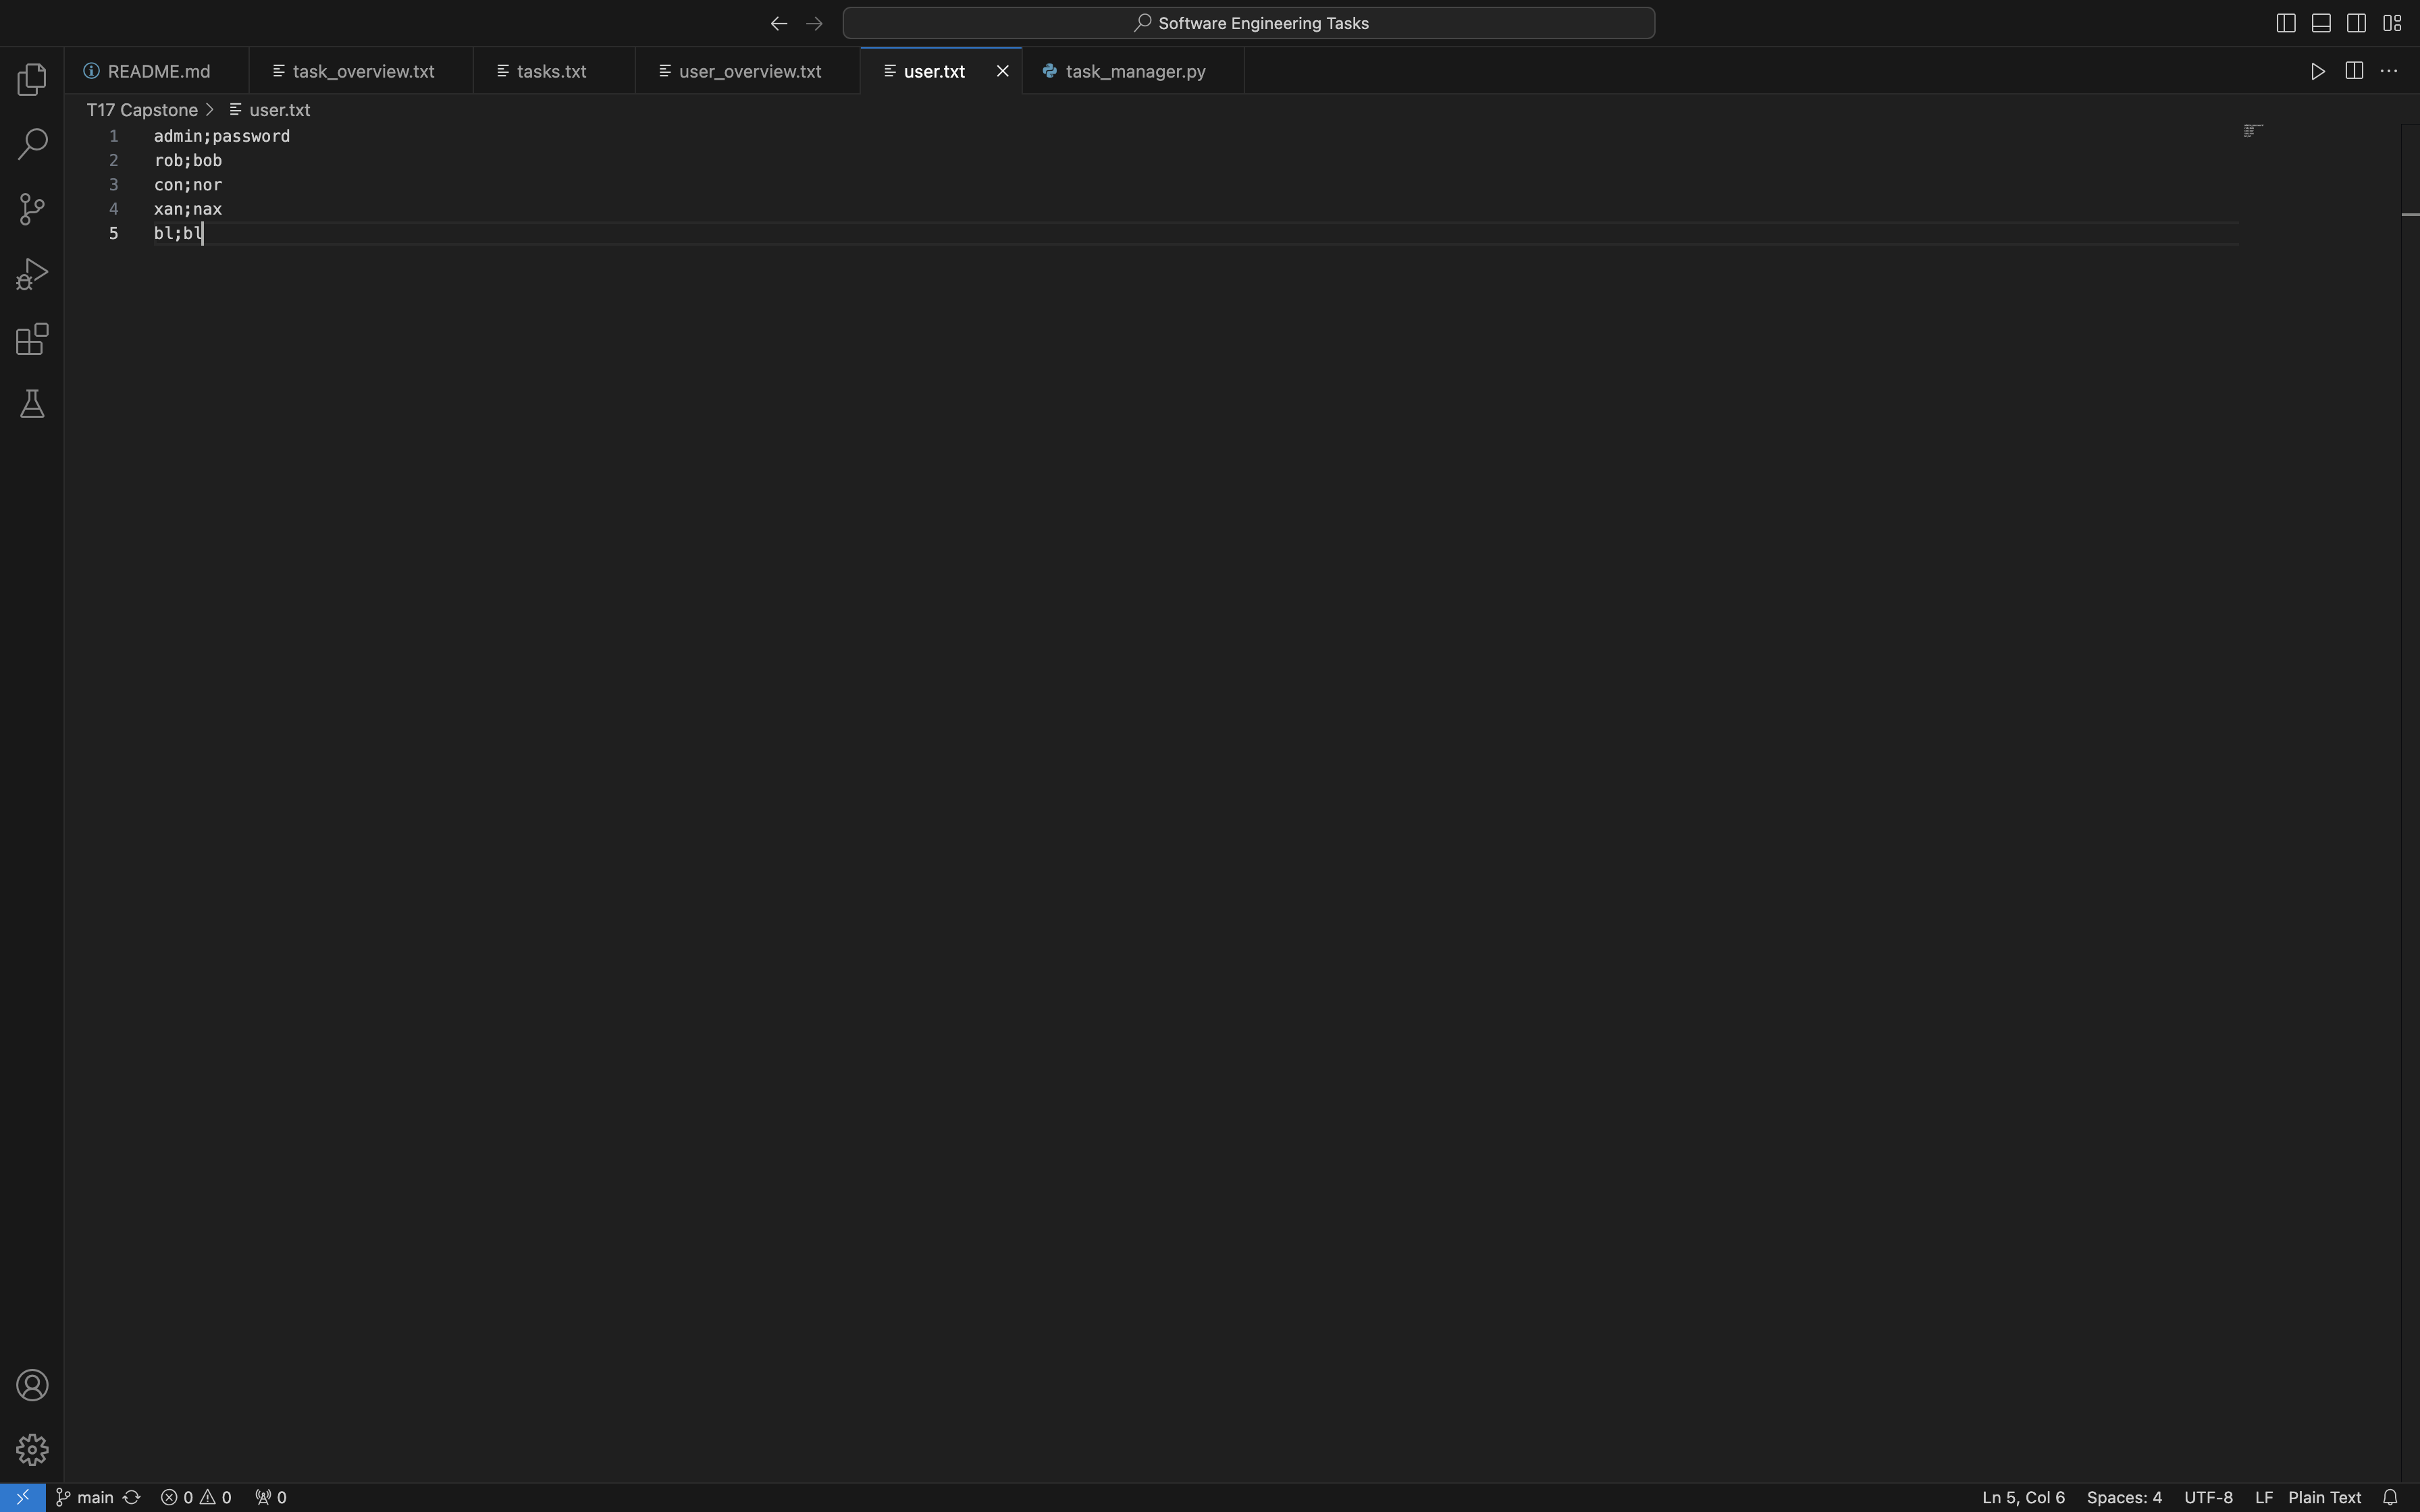 Software Engineering Tasks
README.md
task_overview.txt
tasks.txt
user_overview.txt
user.txt
task_manager.py
T17 Capstone
user.txt
1 admin;password
2 rob;bob
3 con;nor
4 xan;nax
5 bl;bl
main 0 0 0 Ln 5, Col 6 Spaces: 4 UTF-8 LF Plain Text